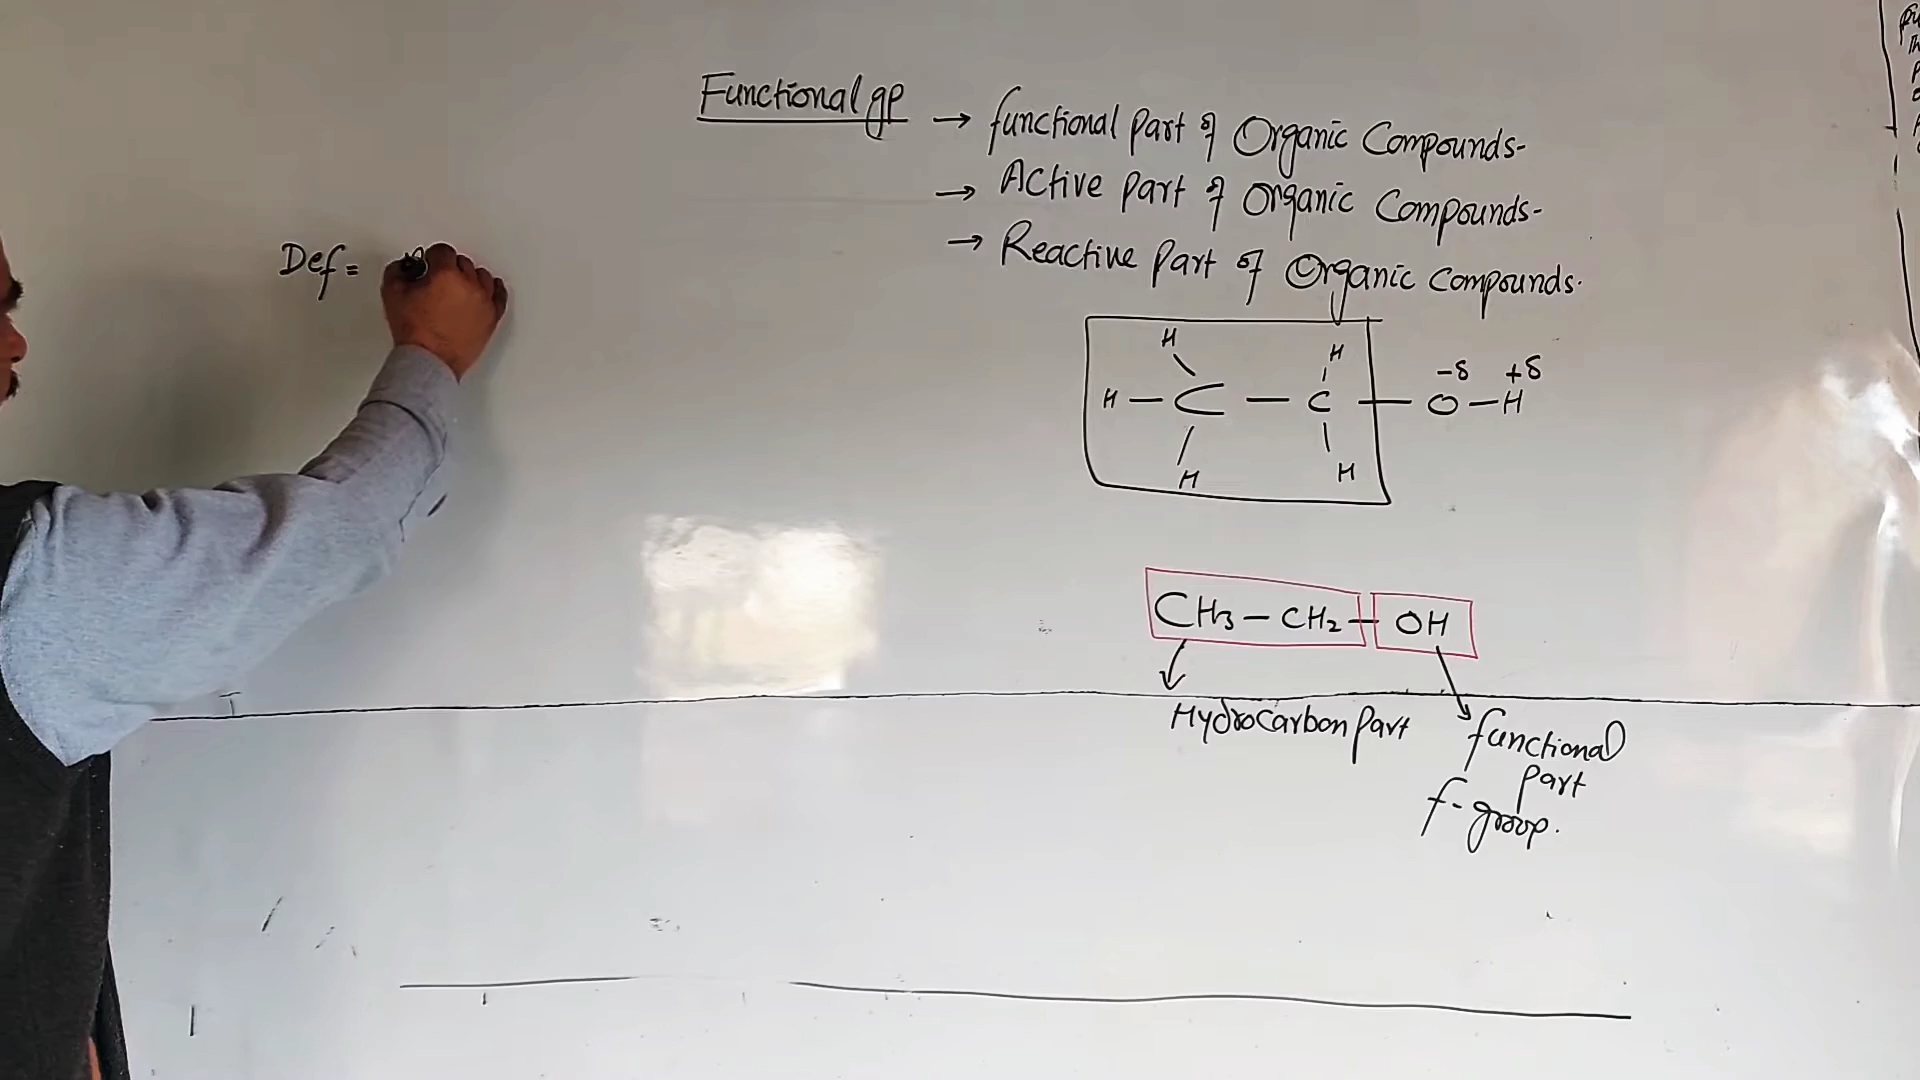 Functional gp → functional part of Organic Compounds-
→ Active part of Organic Compounds-
→ Reactive Part of Organic Compounds.
Def =
H H -δ +δ
H — C — C — O — H
H H
CH3 — CH2 — OH
Hydrocarbon Part
functional
Part
f-group.